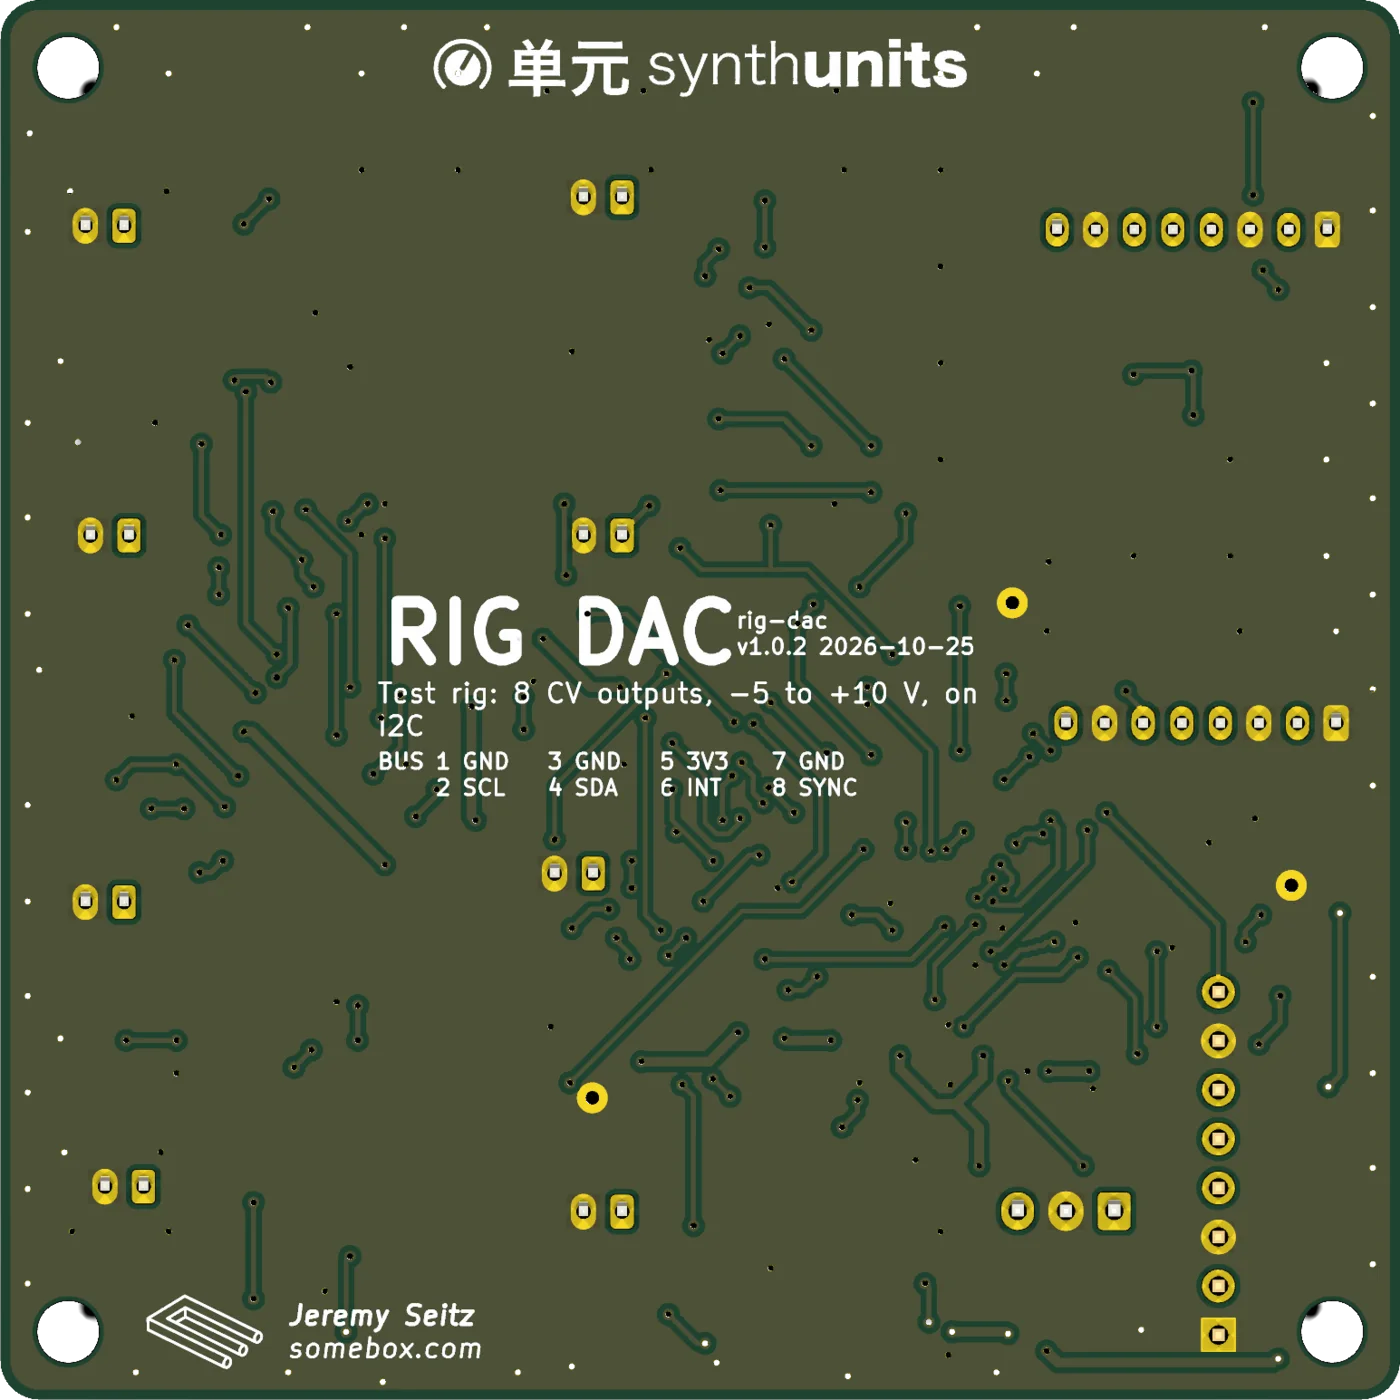 单元 synthunits
RIG DAC
rig-dac
v1.0.2 2026-10-25
Test rig: 8 CV outputs, -5 to +10 V, on
i2C
BUS 1 GND 3 GND 5 3V3 7 GND
2 SCL 4 SDA 6 INT 8 SYNC
Jeremy Seitz
somebox.com